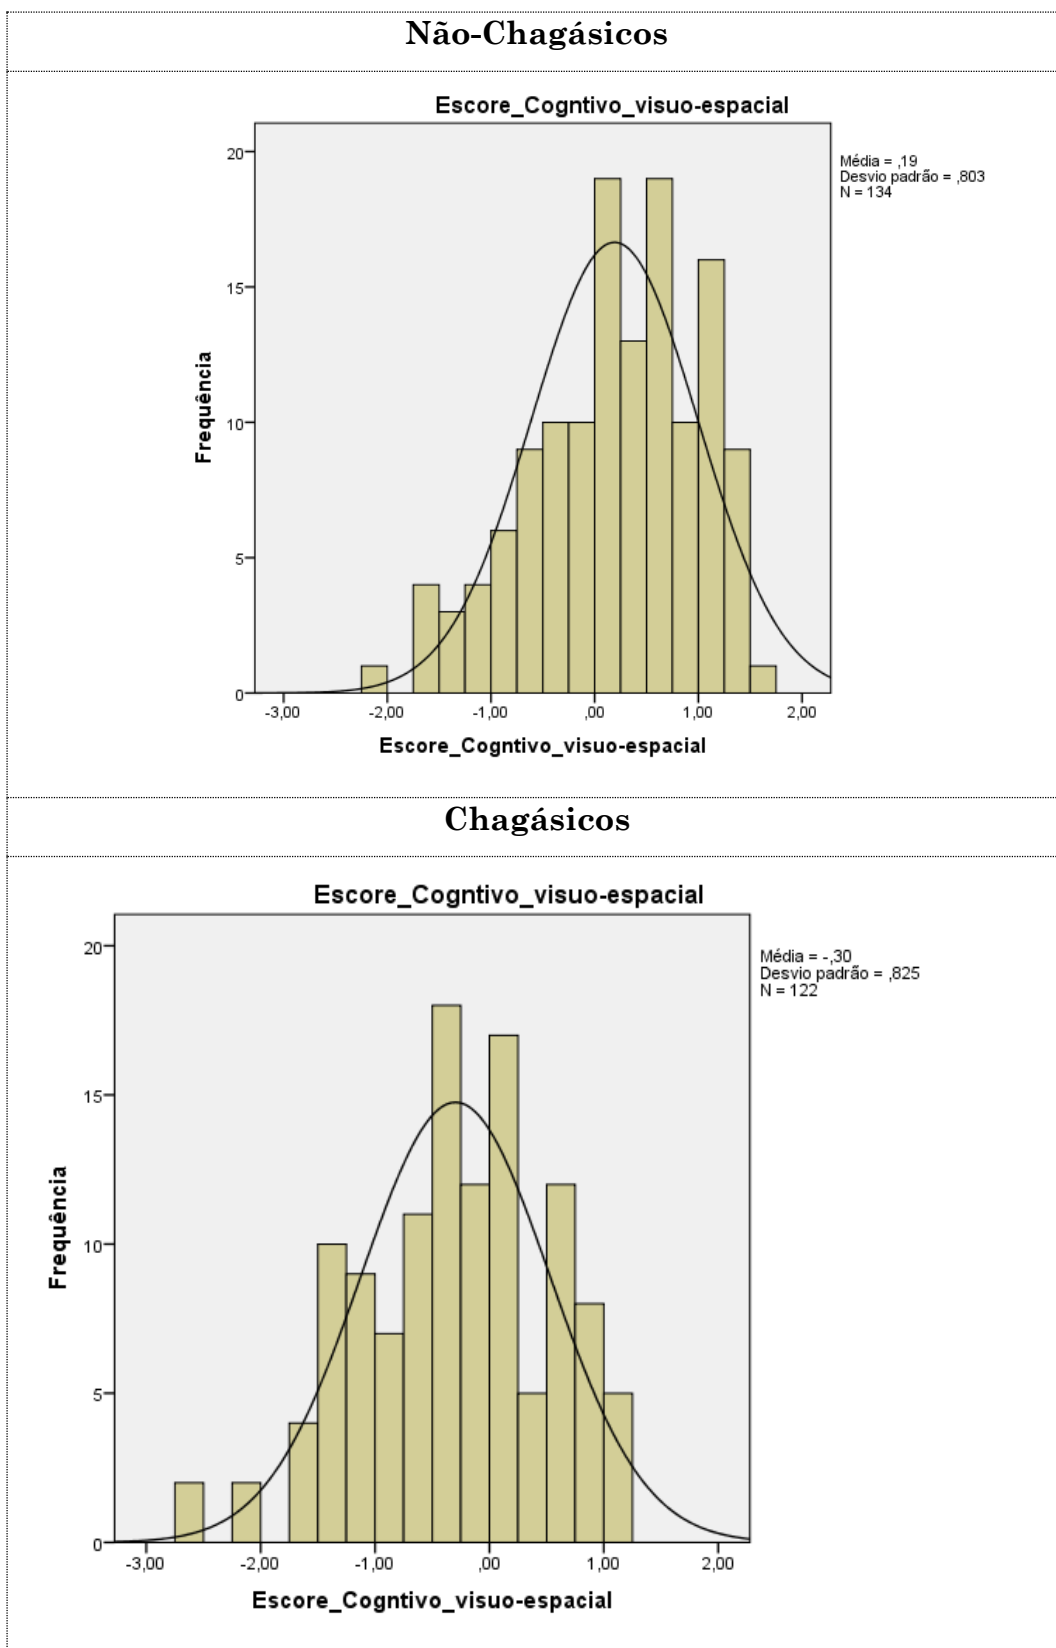 Não-Chagásicos
Escore_Cogntivo_visuo-espacial
Média = ,19
Desvio padrão = ,803
N = 134
20
15
10
5
0
Frequência
-3,00 -2,00 -1,00 ,00 1,00 2,00
Escore_Cogntivo_visuo-espacial
Chagásicos
Escore_Cogntivo_visuo-espacial
Média = -,30
Desvio padrão = ,825
N = 122
20
15
10
5
0
Frequência
-3,00 -2,00 -1,00 ,00 1,00 2,00
Escore_Cogntivo_visuo-espacial